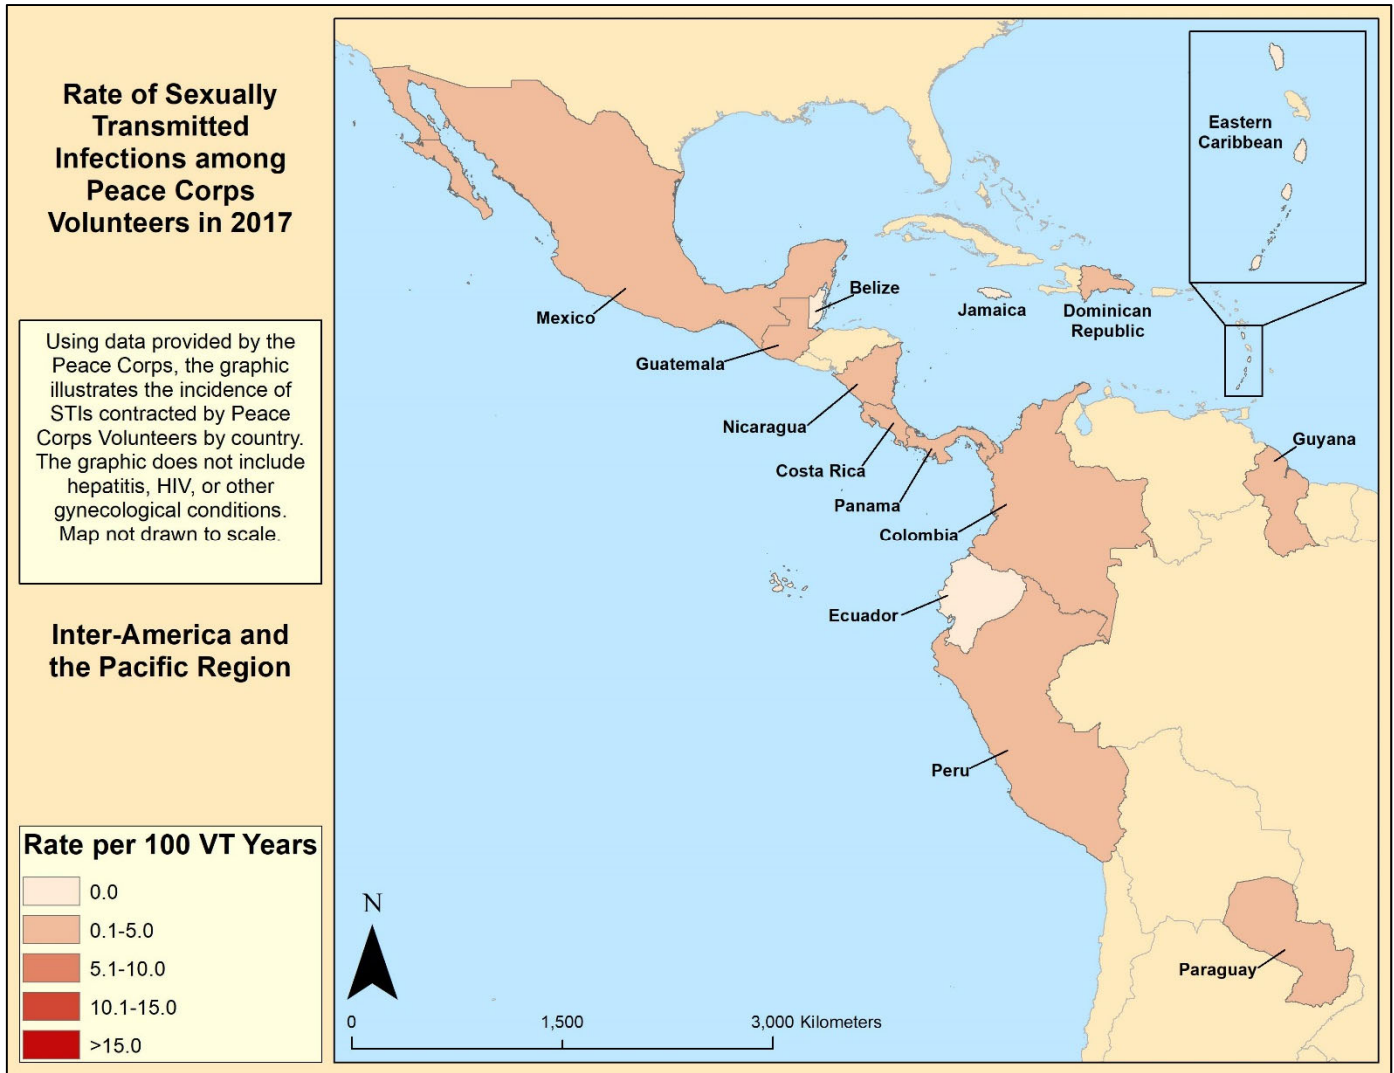 Rate of Sexually
Transmitted
Infections among
Peace Corps
Volunteers in 2017
Using data provided by the
Peace Corps, the graphic
illustrates the incidence of
STIs contracted by Peace
Corps Volunteers by country.
The graphic does not include
hepatitis, HIV, or other
gynecological conditions.
Map not drawn to scale.
Inter-America and
the Pacific Region
Rate per 100 VT Years
0.0
0.1-5.0
5.1-10.0
10.1-15.0
>15.0
Eastern
Caribbean
Belize
Jamaica
Dominican
Republic
Mexico
Guatemala
Nicaragua
Guyana
Costa Rica
Panama
Colombia
Ecuador
Peru
Paraguay
N
0 1,500 3,000 Kilometers